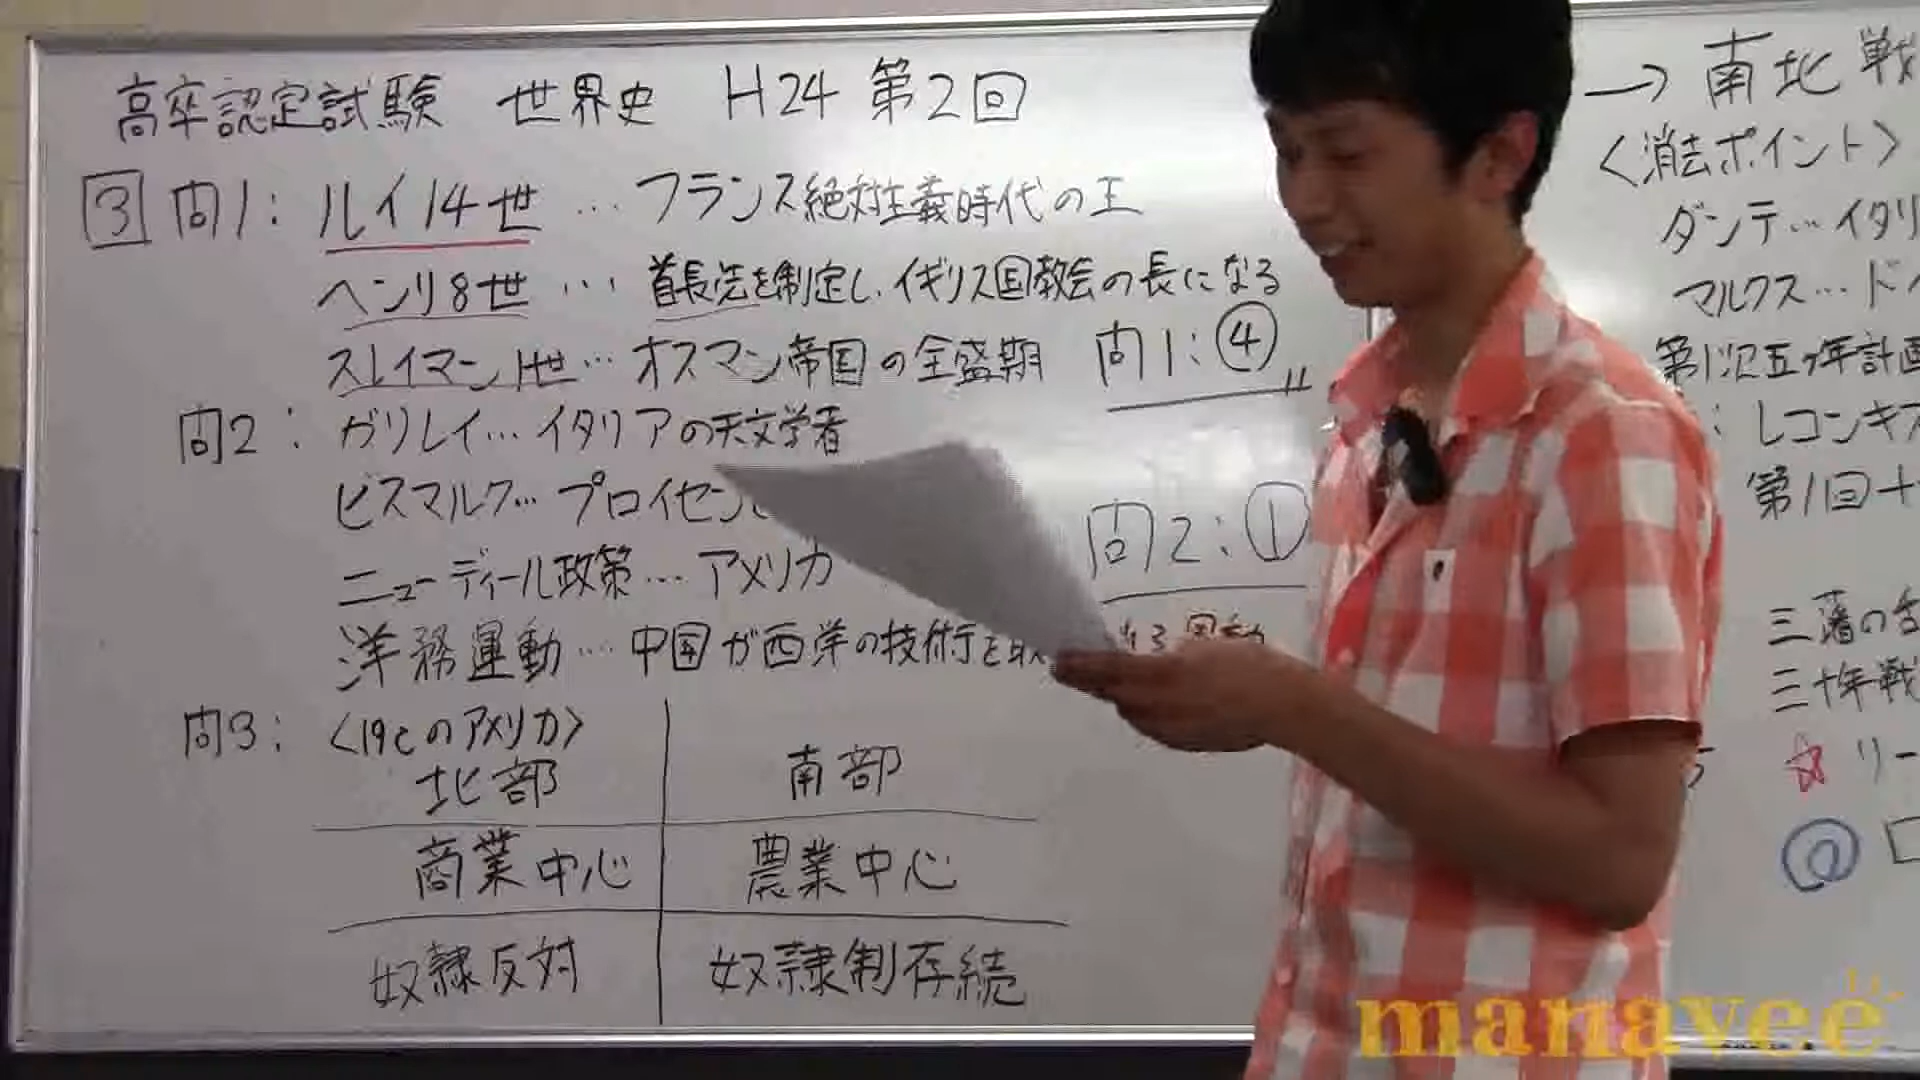 高卒認定試験 世界史 H24 第2回
3 問1: ルイ14世 … フランス絶対主義時代の王
ヘンリ8世 … 首長法を制定し、イギリス国教会の長になる
スレイマン1世 … オスマン帝国の全盛期 問1:④
問2: ガリレイ… イタリアの天文学者
ビスマルク… プロイセン
問2:①
ニューディール政策 … アメリカ
洋務運動 … 中国が西洋の技術を取
問3: 〈19cのアメリカ〉
北部 南部
商業中心 農業中心
奴隷反対 奴隷制存続
→ 南北戦
〈消去ポイント〉
ダンテ… イタリ
マルクス… ド
第1次五ヶ年計画
: レコンキス
第1回十
三藩の
三十年戦
☆ リー
manavee